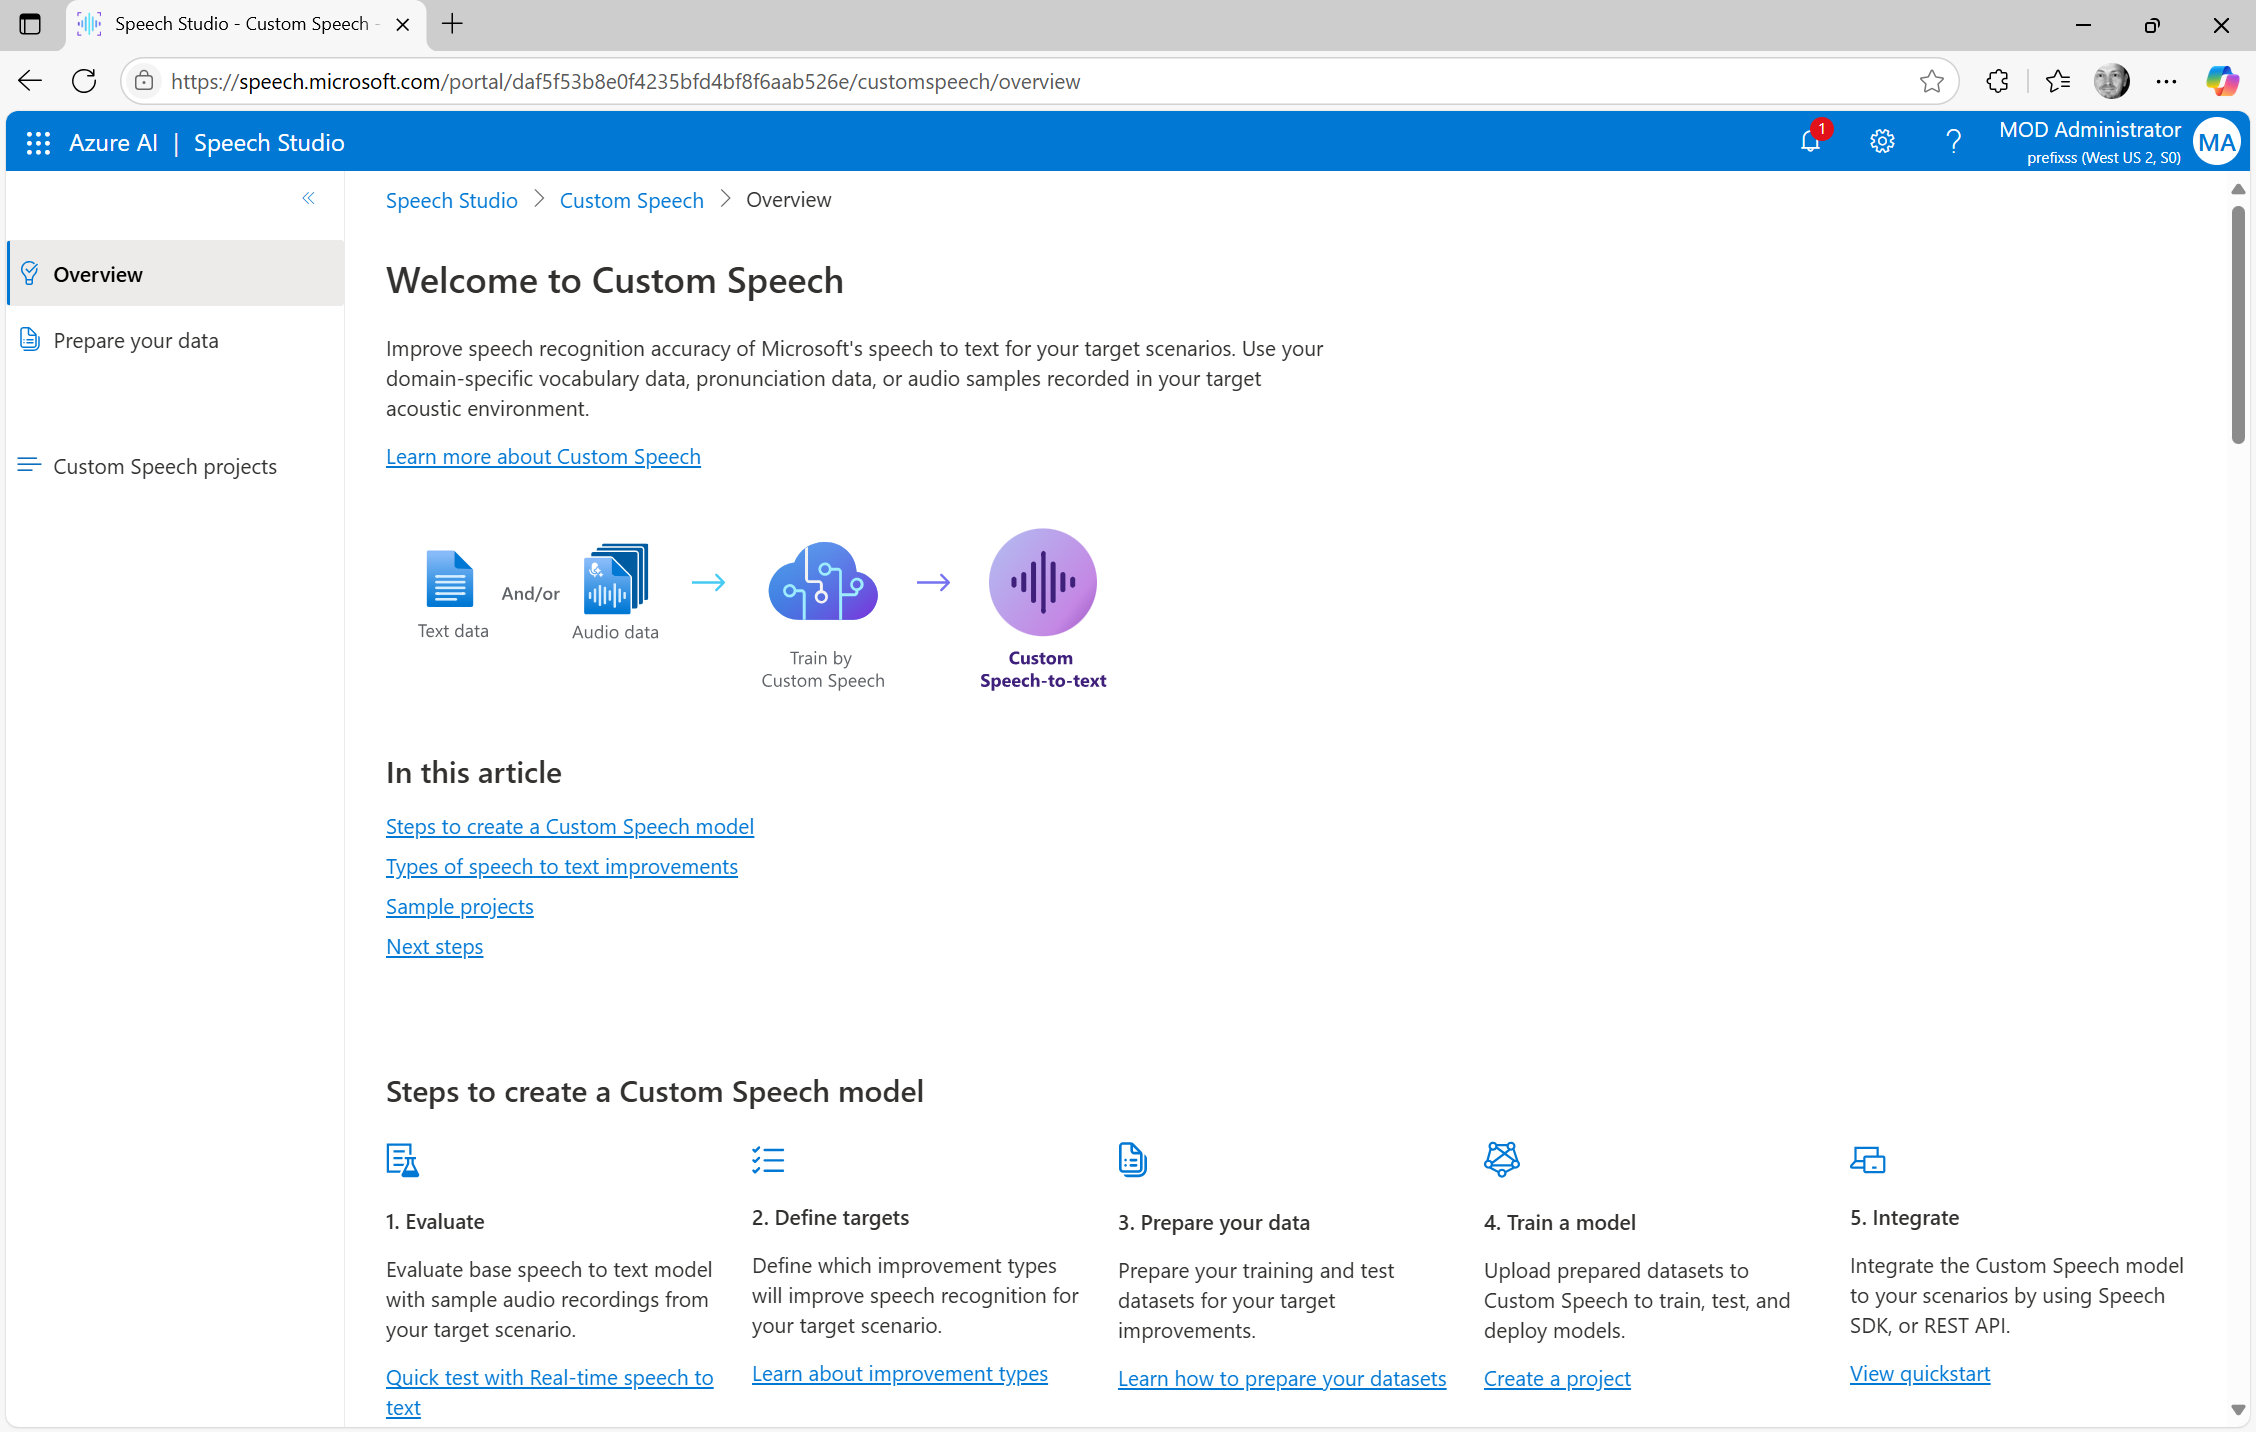 Speech Studio - Custom Speech -
https://speech.microsoft.com/portal/daf5f53b8e0f4235bfd4bf8f6aab526e/customspeech/overview
Azure AI | Speech Studio
1
MOD Administrator
prefixss (West US 2, S0)
MA
Overview
Prepare your data
Custom Speech projects
Speech Studio > Custom Speech > Overview
Welcome to Custom Speech
Improve speech recognition accuracy of Microsoft's speech to text for your target scenarios. Use your
domain-specific vocabulary data, pronunciation data, or audio samples recorded in your target
acoustic environment.
Learn more about Custom Speech
Text data
And/or
Audio data
Train by
Custom Speech
Custom
Speech-to-text
In this article
Steps to create a Custom Speech model
Types of speech to text improvements
Sample projects
Next steps
Steps to create a Custom Speech model
1. Evaluate
Evaluate base speech to text model
with sample audio recordings from
your target scenario.
Quick test with Real-time speech to
text
2. Define targets
Define which improvement types
will improve speech recognition for
your target scenario.
Learn about improvement types
3. Prepare your data
Prepare your training and test
datasets for your target
improvements.
Learn how to prepare your datasets
4. Train a model
Upload prepared datasets to
Custom Speech to train, test, and
deploy models.
Create a project
5. Integrate
Integrate the Custom Speech model
to your scenarios by using Speech
SDK, or REST API.
View quickstart